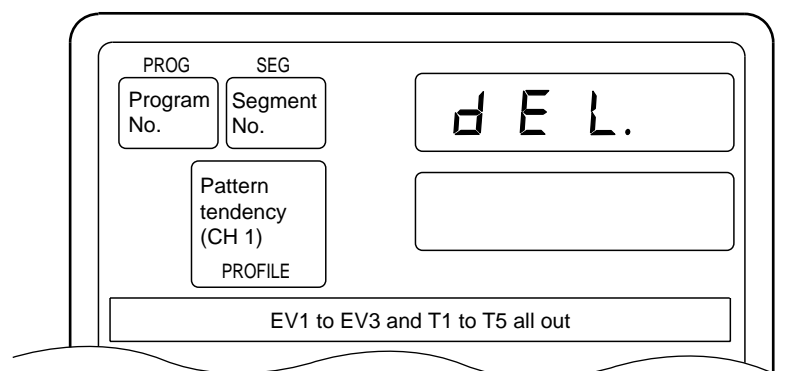 PROG SEG
Program No.
Segment No.
dEL.
Pattern tendency (CH 1)
PROFILE
EV1 to EV3 and T1 to T5 all out